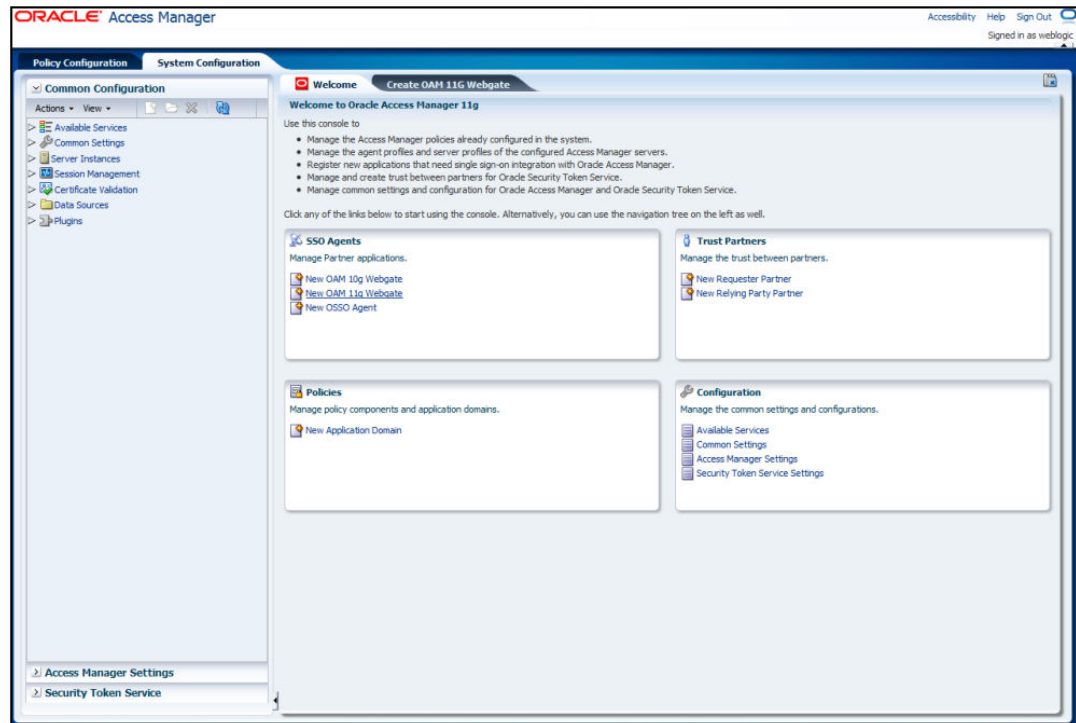 ORACLE Access Manager
Accessibility Help Sign Out
Signed in as weblogic
Policy Configuration System Configuration
Common Configuration
Actions View
Available Services
Common Settings
Server Instances
Session Management
Certificate Validation
Data Sources
Plugins
Access Manager Settings
Security Token Service
Welcome Create OAM 11G Webgate
Welcome to Oracle Access Manager 11g
Use this console to
• Manage the Access Manager policies already configured in the system.
• Manage the agent profiles and server profiles of the configured Access Manager servers.
• Register new applications that need single sign-on integration with Oracle Access Manager.
• Manage and create trust between partners for Oracle Security Token Service.
• Manage common settings and configuration for Oracle Access Manager and Oracle Security Token Service.
Click any of the links below to start using the console. Alternatively, you can use the navigation tree on the left as well.
SSO Agents
Manage Partner applications.
New OAM 10g Webgate
New OAM 11g Webgate
New OSSO Agent
Trust Partners
Manage the trust between partners.
New Requester Partner
New Relying Party Partner
Policies
Manage policy components and application domains.
New Application Domain
Configuration
Manage the common settings and configurations.
Available Services
Common Settings
Access Manager Settings
Security Token Service Settings